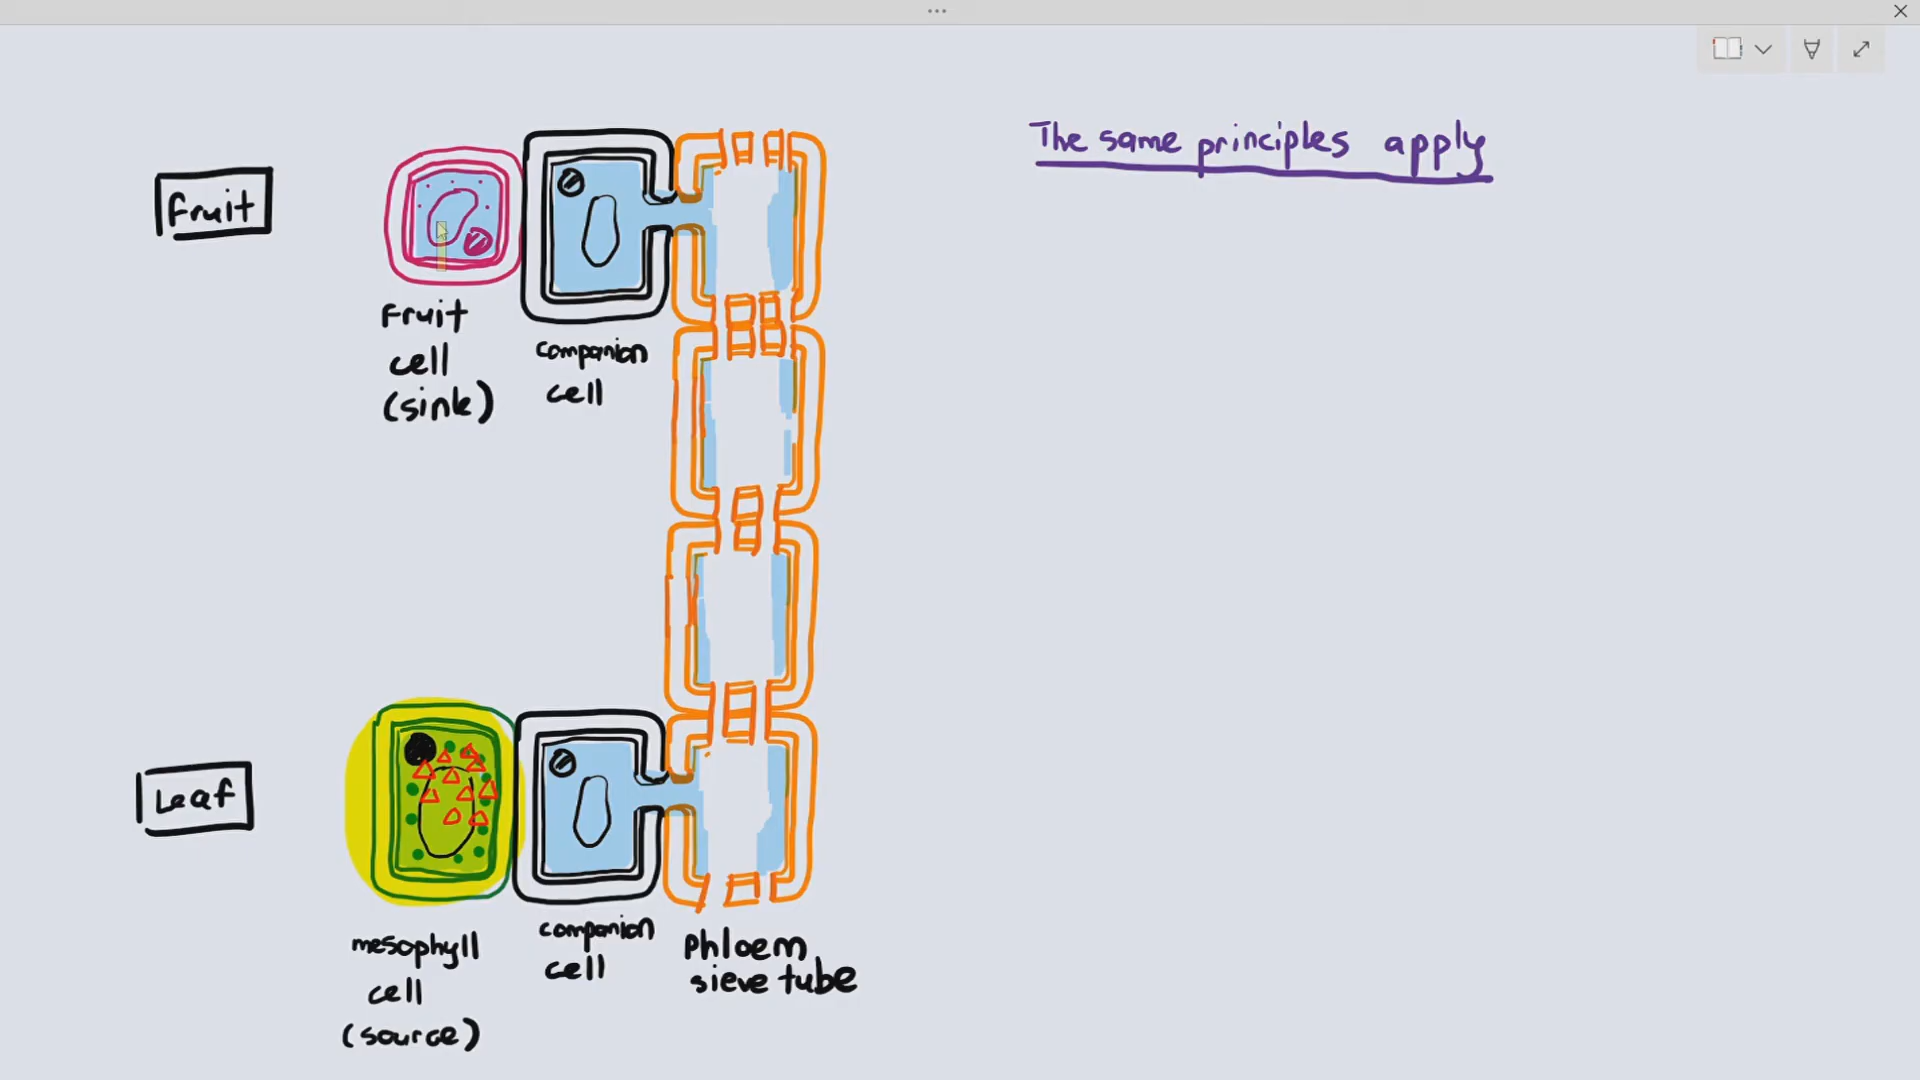 The same principles apply
Fruit
Fruit
cell
(sink)
companion
cell
Leaf
mesophyll
cell
(source)
companion
cell
Phloem
sieve tube